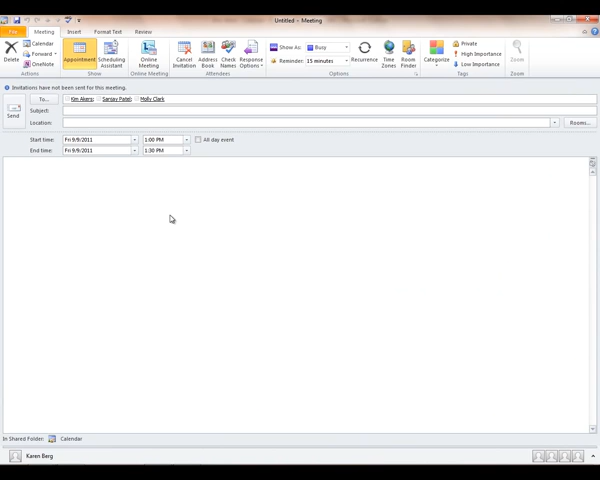 Untitled - Meeting
File Meeting Insert Format Text Review
Delete
Calendar
Forward
OneNote
Actions
Appointment
Scheduling Assistant
Show
Online Meeting
Online Meeting
Cancel Invitation
Address Book
Check Names
Response Options
Attendees
Show As: Busy
Reminder: 15 minutes
Recurrence
Time Zones
Room Finder
Options
Categorize
Private
High Importance
Low Importance
Tags
Zoom
Zoom
Invitations have not been sent for this meeting.
Send
To... Kim Akers; Sanjay Patel; Molly Clark
Subject:
Location: Rooms...
Start time: Fri 9/9/2011 1:00 PM All day event
End time: Fri 9/9/2011 1:30 PM
In Shared Folder: Calendar
Karen Berg